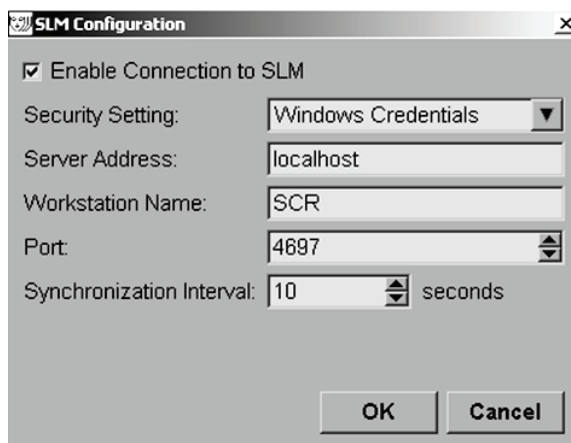 SLM Configuration
Enable Connection to SLM
Security Setting: Windows Credentials
Server Address: localhost
Workstation Name: SCR
Port: 4697
Synchronization Interval: 10 seconds
OK Cancel